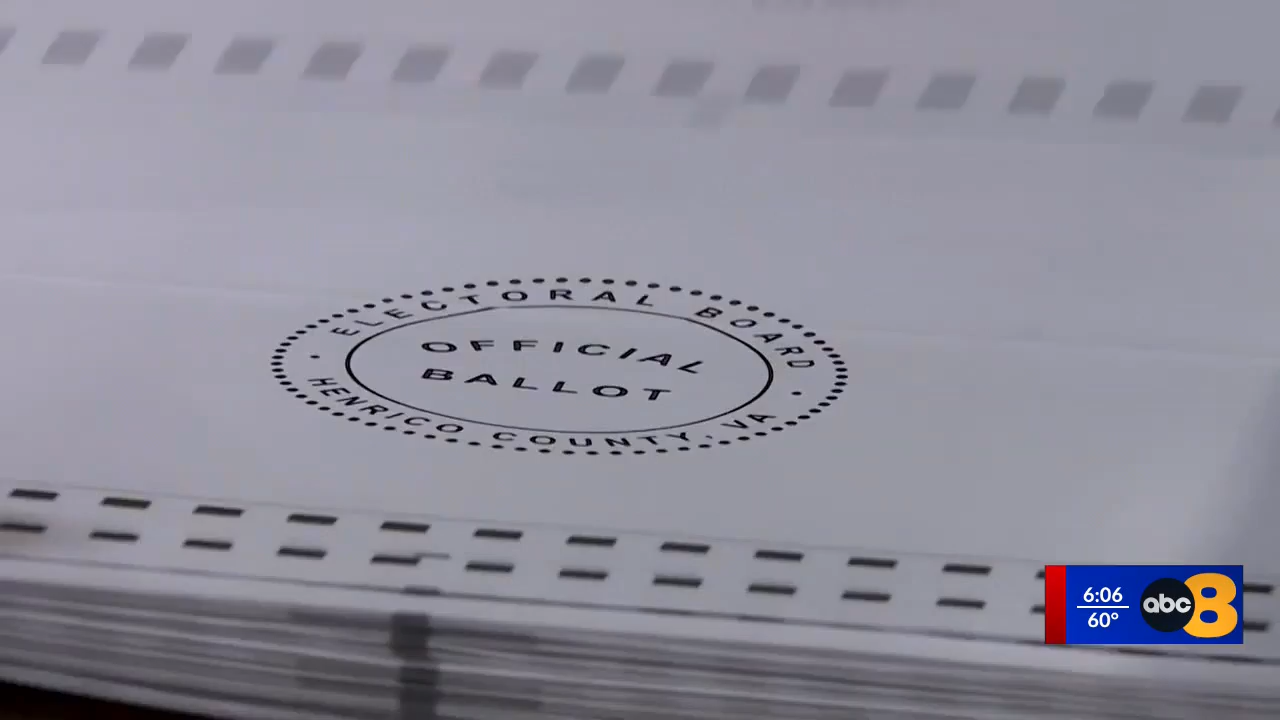 ELECTORAL BOARD
OFFICIAL
BALLOT
HENRICO COUNTY, VA
6:06
60°
abc 8